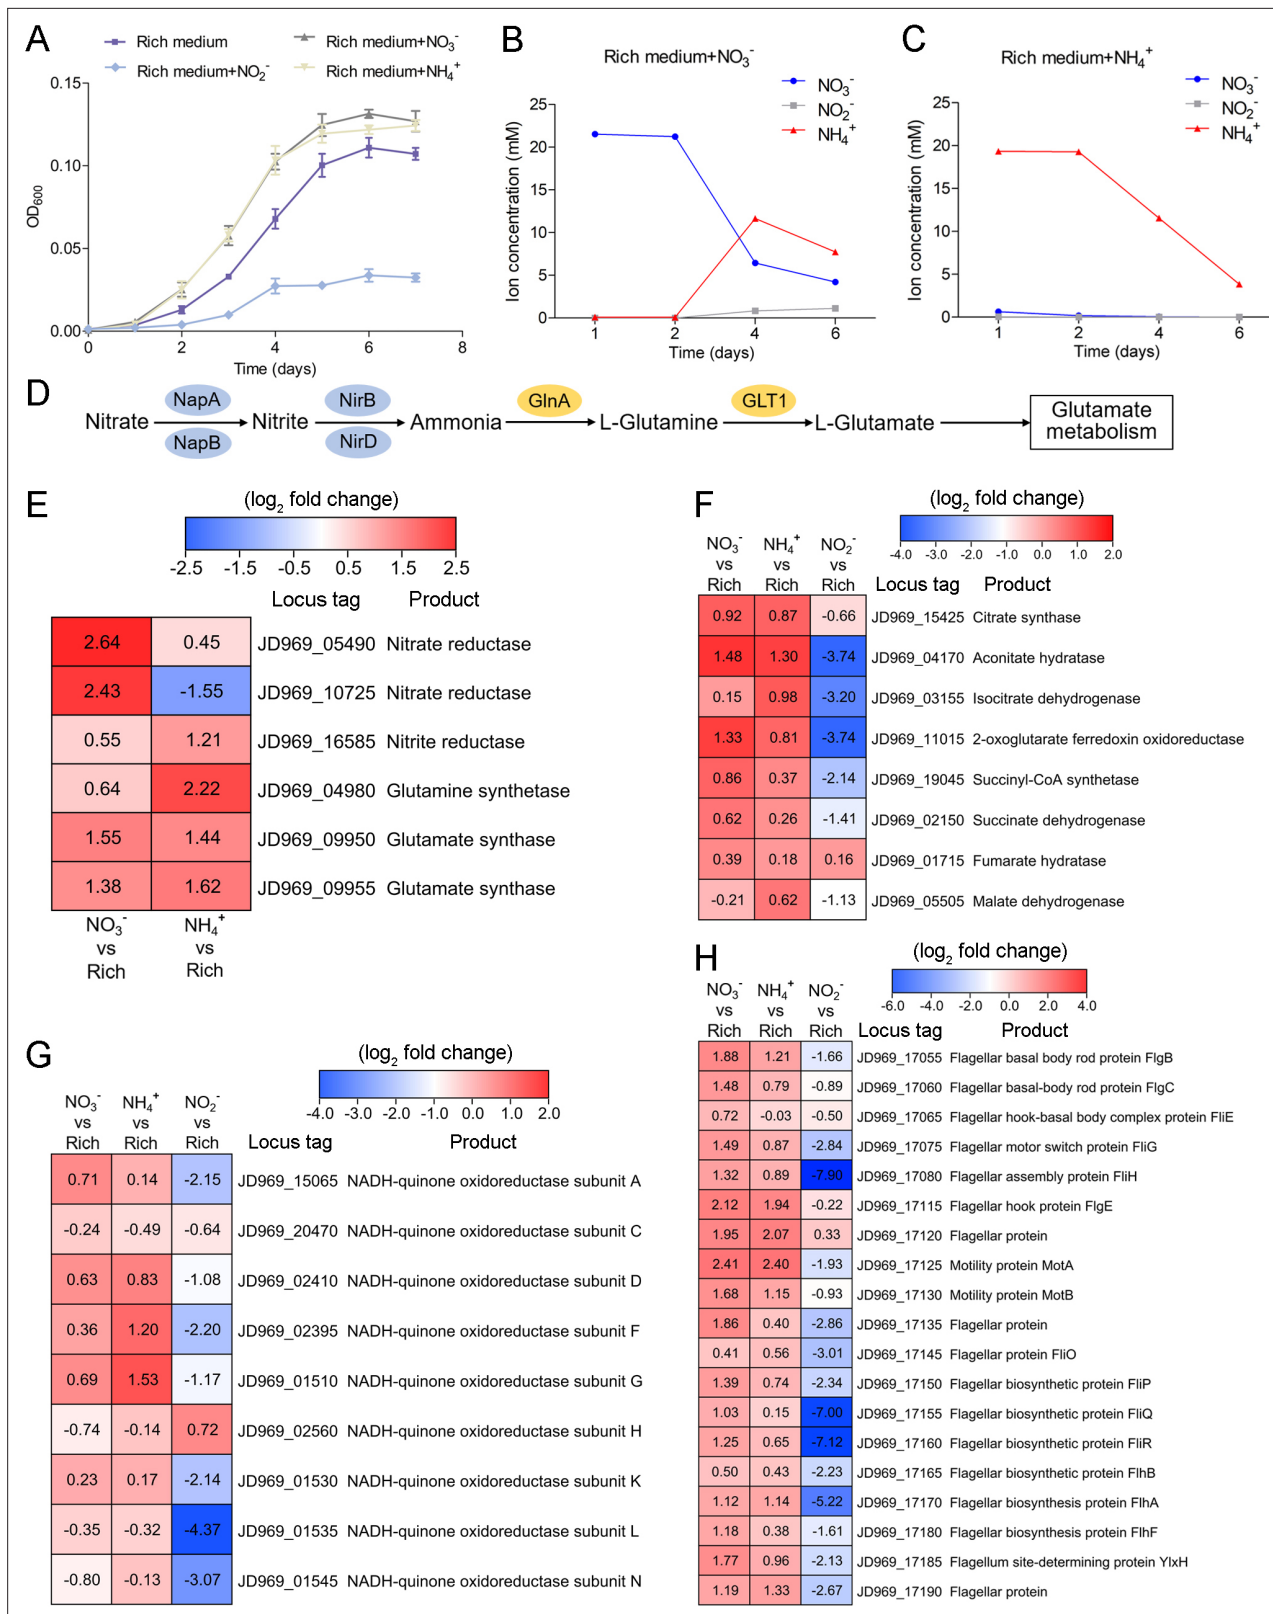 A
Rich medium
Rich medium+NO3-
Rich medium+NO2-
Rich medium+NH4+
0.15
0.10
0.05
0.00
OD600
0
2
4
6
8
Time (days)
B
Rich medium+NO3-
NO3-
NO2-
NH4+
25
20
15
10
5
0
Ion concentration (mM)
1
2
4
6
Time (days)
C
Rich medium+NH4+
NO3-
NO2-
NH4+
25
20
15
10
5
0
Ion concentration (mM)
1
2
4
6
Time (days)
D
NapA
NirB
GlnA
GLT1
Nitrate
Nitrite
Ammonia
L-Glutamine
L-Glutamate
Glutamate
metabolism
NapB
NirD
E
(log2 fold change)
-2.5 -1.5 -0.5 0.5 1.5 2.5
Locus tag Product
2.64 0.45 JD969_05490 Nitrate reductase
2.43 -1.55 JD969_10725 Nitrate reductase
0.55 1.21 JD969_16585 Nitrite reductase
0.64 2.22 JD969_04980 Glutamine synthetase
1.55 1.44 JD969_09950 Glutamate synthase
1.38 1.62 JD969_09955 Glutamate synthase
NO3- NH4+
vs vs
Rich Rich
F
(log2 fold change)
-4.0 -3.0 -2.0 -1.0 0.0 1.0 2.0
NO3- NH4+ NO2-
vs vs vs
Rich Rich Rich Locus tag Product
0.92 0.87 -0.66 JD969_15425 Citrate synthase
1.48 1.30 -3.74 JD969_04170 Aconitate hydratase
0.15 0.98 -3.20 JD969_03155 Isocitrate dehydrogenase
1.33 0.81 -3.74 JD969_11015 2-oxoglutarate ferredoxin oxidoreductase
0.86 0.37 -2.14 JD969_19045 Succinyl-CoA synthetase
0.62 0.26 -1.41 JD969_02150 Succinate dehydrogenase
0.39 0.18 0.16 JD969_01715 Fumarate hydratase
-0.21 0.62 -1.13 JD969_05505 Malate dehydrogenase
G
(log2 fold change)
-4.0 -3.0 -2.0 -1.0 0.0 1.0 2.0
NO3- NH4+ NO2-
vs vs vs
Rich Rich Rich Locus tag Product
0.71 0.14 -2.15 JD969_15065 NADH-quinone oxidoreductase subunit A
-0.24 -0.49 -0.64 JD969_20470 NADH-quinone oxidoreductase subunit C
0.63 0.83 -1.08 JD969_02410 NADH-quinone oxidoreductase subunit D
0.36 1.20 -2.20 JD969_02395 NADH-quinone oxidoreductase subunit F
0.69 1.53 -1.17 JD969_01510 NADH-quinone oxidoreductase subunit G
-0.74 -0.14 0.72 JD969_02560 NADH-quinone oxidoreductase subunit H
0.23 0.17 -2.14 JD969_01530 NADH-quinone oxidoreductase subunit K
-0.35 -0.32 -4.37 JD969_01535 NADH-quinone oxidoreductase subunit L
-0.80 -0.13 -3.07 JD969_01545 NADH-quinone oxidoreductase subunit N
H
(log2 fold change)
-6.0 -4.0 -2.0 0.0 2.0 4.0
NO3- NH4+ NO2-
vs vs vs
Rich Rich Rich Locus tag Product
1.88 1.21 -1.66 JD969_17055 Flagellar basal body rod protein FlgB
1.48 0.79 -0.89 JD969_17060 Flagellar basal-body rod protein FlgC
0.72 -0.03 -0.50 JD969_17065 Flagellar hook-basal body complex protein FliE
1.49 0.87 -2.84 JD969_17075 Flagellar motor switch protein FliG
1.32 0.89 -7.90 JD969_17080 Flagellar assembly protein FliH
2.12 1.94 -0.22 JD969_17115 Flagellar hook protein FlgE
1.95 2.07 0.33 JD969_17120 Flagellar protein
2.41 2.40 -1.93 JD969_17125 Motility protein MotA
1.68 1.15 -0.93 JD969_17130 Motility protein MotB
1.86 0.40 -2.86 JD969_17135 Flagellar protein
0.41 0.56 -3.01 JD969_17145 Flagellar protein FliO
1.39 0.74 -2.34 JD969_17150 Flagellar biosynthetic protein FliP
1.03 0.15 -7.00 JD969_17155 Flagellar biosynthetic protein FliQ
1.25 0.65 -7.12 JD969_17160 Flagellar biosynthetic protein FliR
0.50 0.43 -2.23 JD969_17165 Flagellar biosynthetic protein FlhB
1.12 1.14 -5.22 JD969_17170 Flagellar biosynthesis protein FlhA
1.18 0.38 -1.61 JD969_17180 Flagellar biosynthesis protein FlhF
1.77 0.96 -2.13 JD969_17185 Flagellum site-determining protein YlxH
1.19 1.33 -2.67 JD969_17190 Flagellar protein